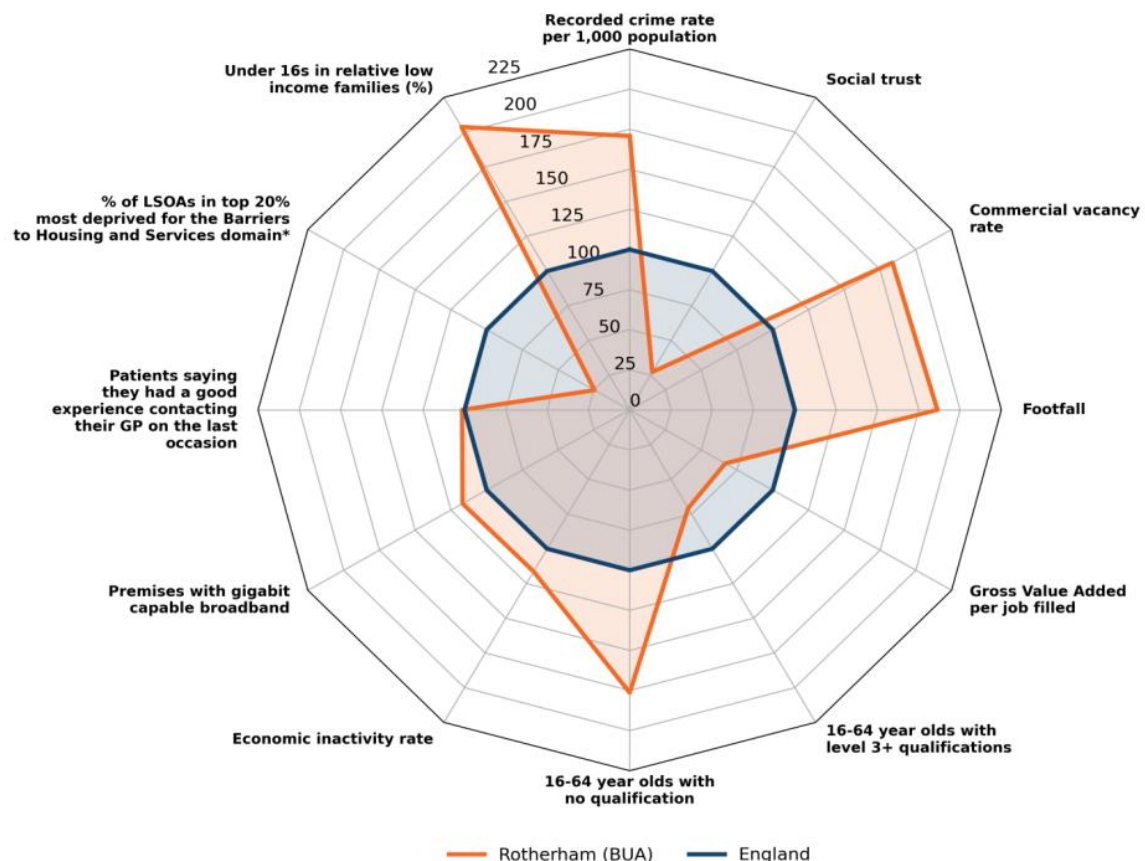 Recorded crime rate
per 1,000 population
Under 16s in relative low
income families (%)
Social trust
% of LSOAs in top 20%
most deprived for the Barriers
to Housing and Services domain*
Commercial vacancy
rate
225
200
175
150
125
100
75
50
25
0
Patients saying
they had a good
experience contacting
their GP on the last
occasion
Footfall
Premises with gigabit
capable broadband
Gross Value Added
per job filled
Economic inactivity rate
16-64 year olds with
level 3+ qualifications
16-64 year olds with
no qualification
Rotherham (BUA)
England